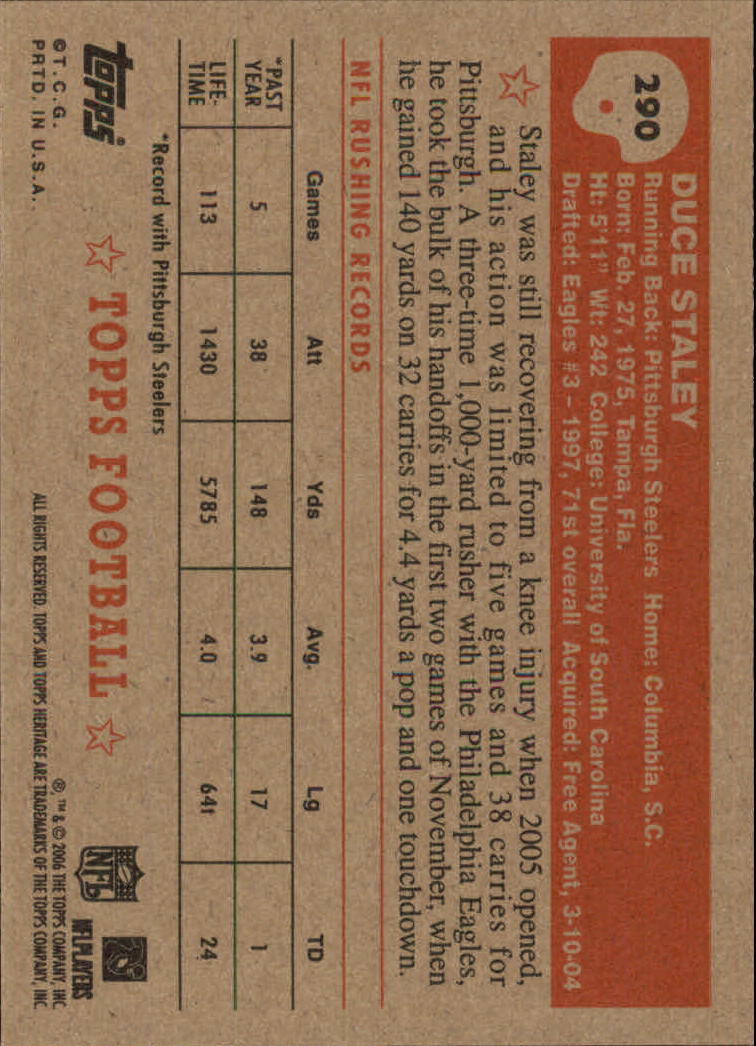 290
DUCE STALEY
Running Back: Pittsburgh Steelers Home: Columbia, S.C.
Born: Feb. 27, 1975, Tampa, Fla.
Ht: 5'11" Wt: 242 College: University of South Carolina
Drafted: Eagles #3 – 1997, 71st overall Acquired: Free Agent, 3-10-04
Staley was still recovering from a knee injury when 2005 opened,
and his action was limited to five games and 38 carries for
Pittsburgh. A three-time 1,000-yard rusher with the Philadelphia Eagles,
he took the bulk of his handoffs in the first two games of November, when
he gained 140 yards on 32 carries for 4.4 yards a pop and one touchdown.
NFL RUSHING RECORDS
Games Att Yds Avg. Lg TD
*PAST YEAR 5 38 148 3.9 17 1
LIFE-TIME 113 1430 5785 4.0 64t 24
*Record with Pittsburgh Steelers
topps
©T.C.G.
PRTD. IN U.S.A.
TOPPS FOOTBALL
NFL
NFLPLAYERS
®, ™ & © 2006 THE TOPPS COMPANY, INC.
ALL RIGHTS RESERVED. TOPPS AND TOPPS HERITAGE ARE TRADEMARKS OF THE TOPPS COMPANY, INC.